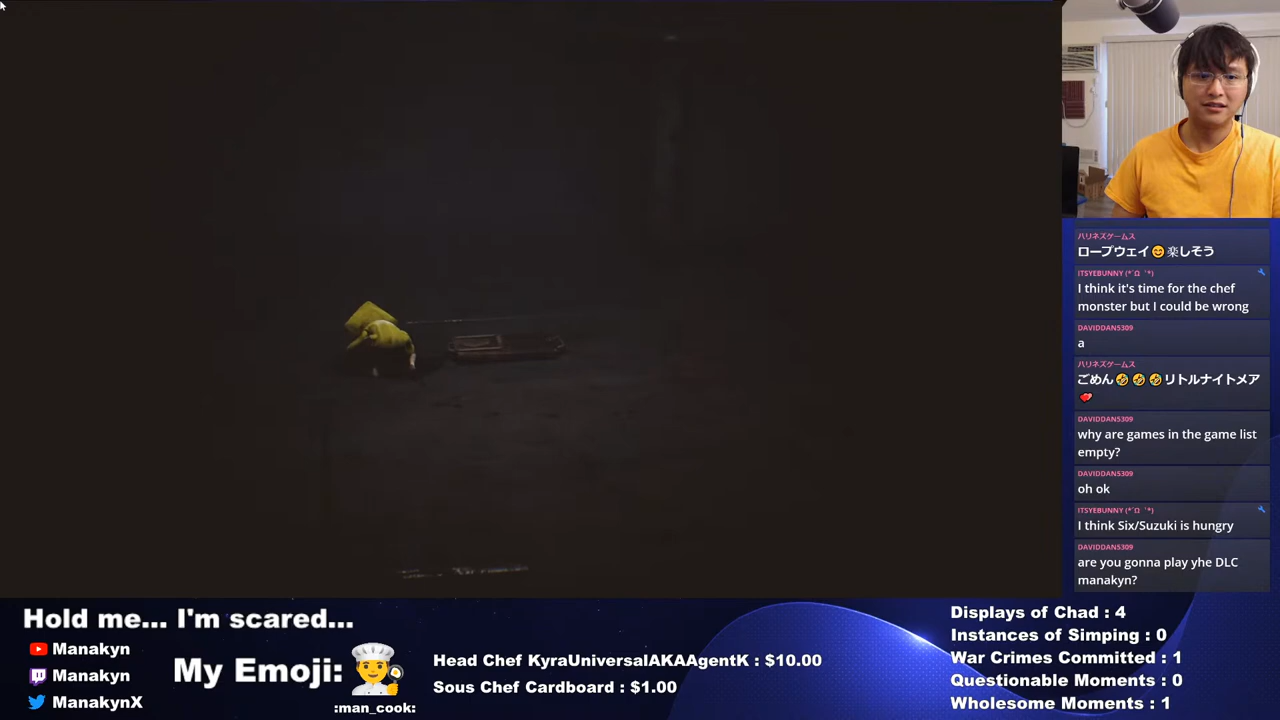 ハリネズゲームス
ロープウェイ😊楽しそう
ITSYEBUNNY (*´Ω゜*)
I think it's time for the chef
monster but I could be wrong
DAVIDDAN5309
a
ハリネズゲームス
ごめん🤣🤣🤣リトルナイトメア
DAVIDDAN5309
why are games in the game list
empty?
DAVIDDAN5309
oh ok
ITSYEBUNNY (*´Ω゜*)
I think Six/Suzuki is hungry
DAVIDDAN5309
are you gonna play yhe DLC
manakyn?
Hold me... I'm scared...
Manakyn
Manakyn
ManakynX
My Emoji:
:man_cook:
Head Chef KyraUniversalAKAAgentK : $10.00
Sous Chef Cardboard : $1.00
Displays of Chad : 4
Instances of Simping : 0
War Crimes Committed : 1
Questionable Moments : 0
Wholesome Moments : 1